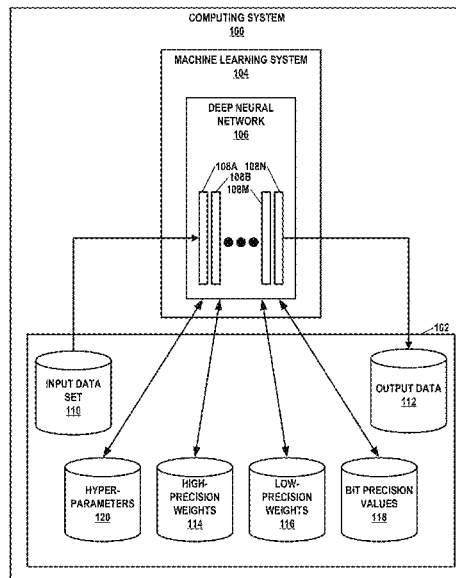 COMPUTING SYSTEM
100
MACHINE LEARNING SYSTEM
104
DEEP NEURAL
NETWORK
106
108A 108N
108B
108M
102
INPUT DATA
SET
110
OUTPUT DATA
112
HYPER-
PARAMETERS
120
HIGH-
PRECISION
WEIGHTS
114
LOW-
PRECISION
WEIGHTS
116
BIT PRECISION
VALUES
118